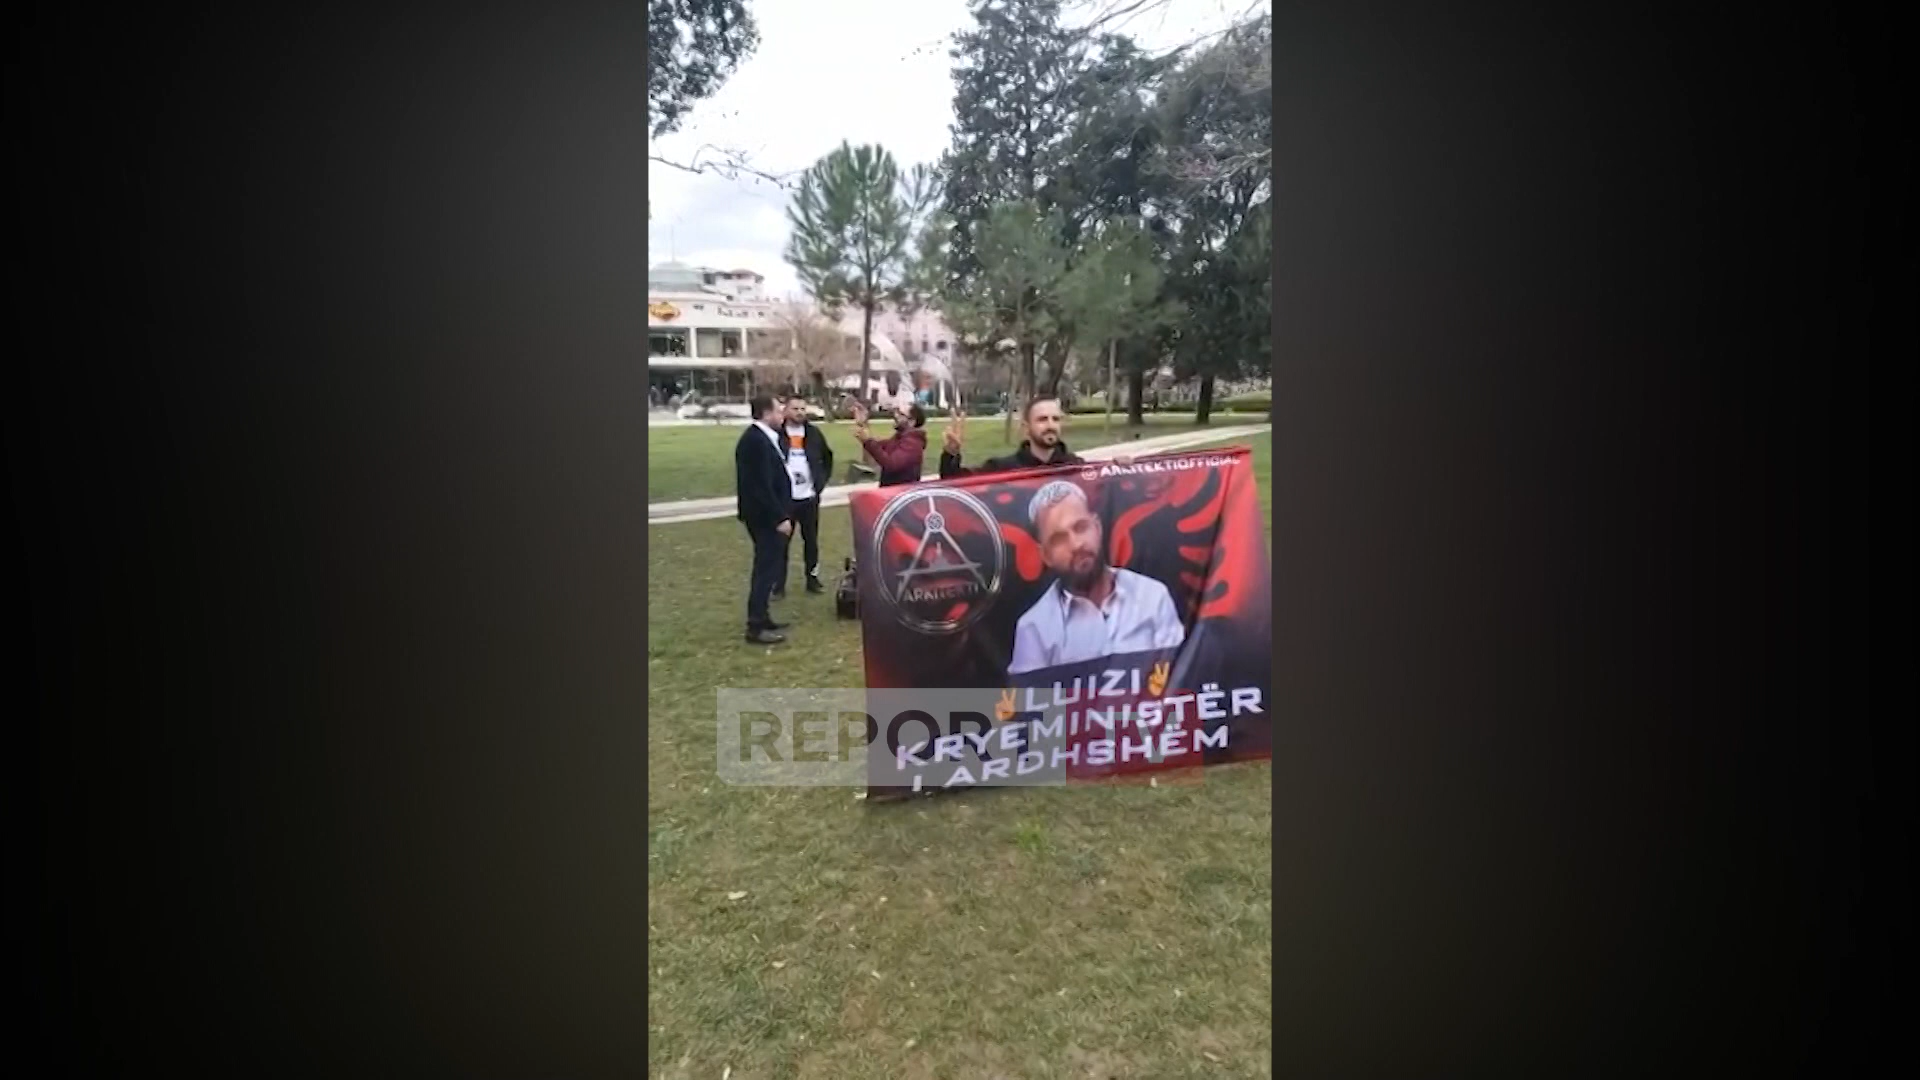 ARKITEKTIOFFICIAL
ARKITEKTI
✌LUIZI✌
KRYEMINISTËR
I ARDHSHËM
REPORT TV